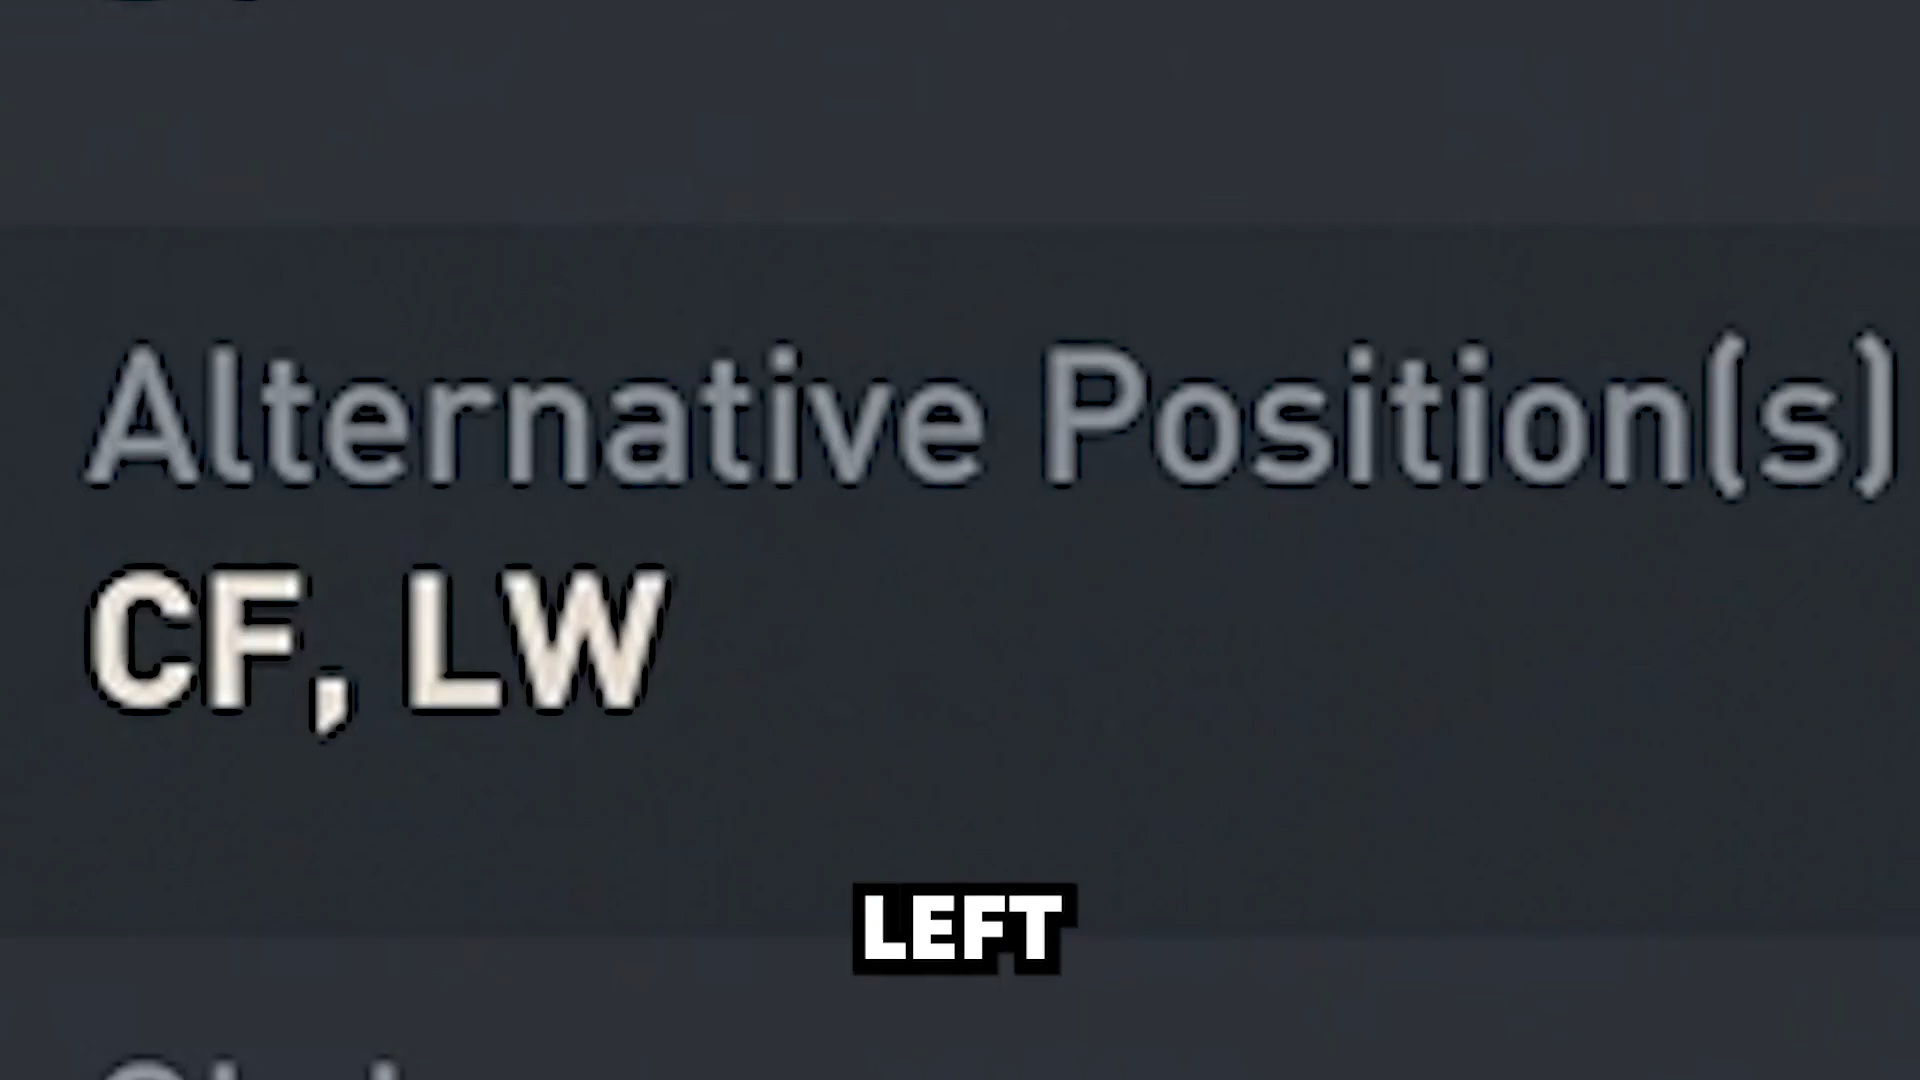 Alternative Position(s)
CF, LW
LEFT